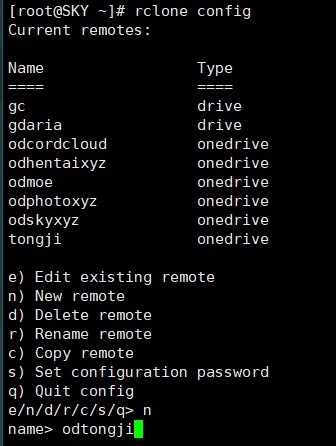 [root@SKY ~]# rclone config
Current remotes:
Name                 Type
====                 ====
gc                   drive
gdaria               drive
odcordcloud          onedrive
odhentaixyz          onedrive
odmoe                onedrive
odphotoxyz           onedrive
odskyxyz             onedrive
tongji               onedrive
e) Edit existing remote
n) New remote
d) Delete remote
r) Rename remote
c) Copy remote
s) Set configuration password
q) Quit config
e/n/d/r/c/s/q> n
name> odtongji